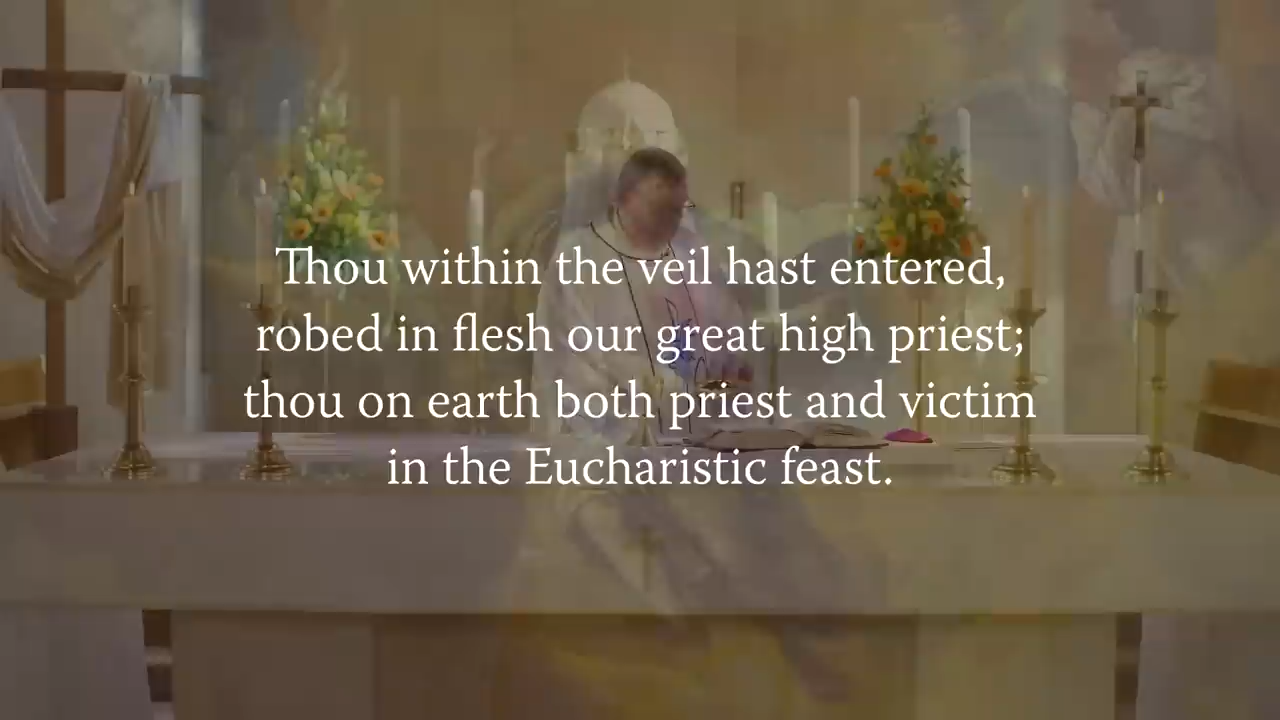 Thou within the veil hast entered,
robed in flesh our great high priest;
thou on earth both priest and victim
in the Eucharistic feast.